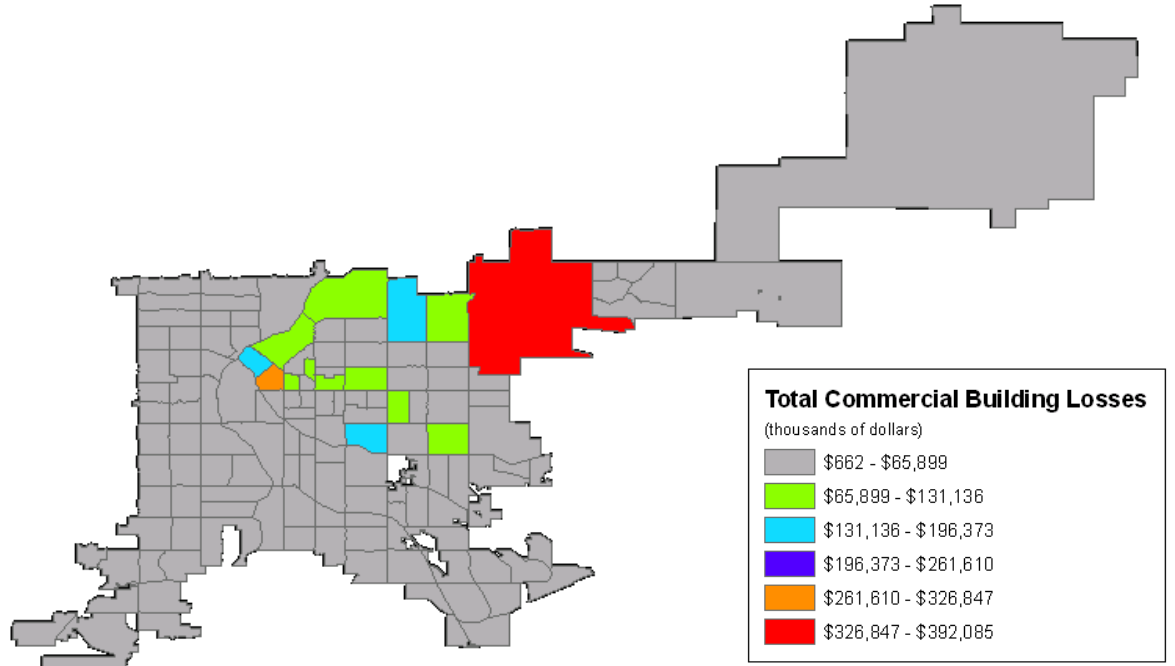 Total Commercial Building Losses
(thousands of dollars)
$662 - $65,899
$65,899 - $131,136
$131,136 - $196,373
$196,373 - $261,610
$261,610 - $326,847
$326,847 - $392,085